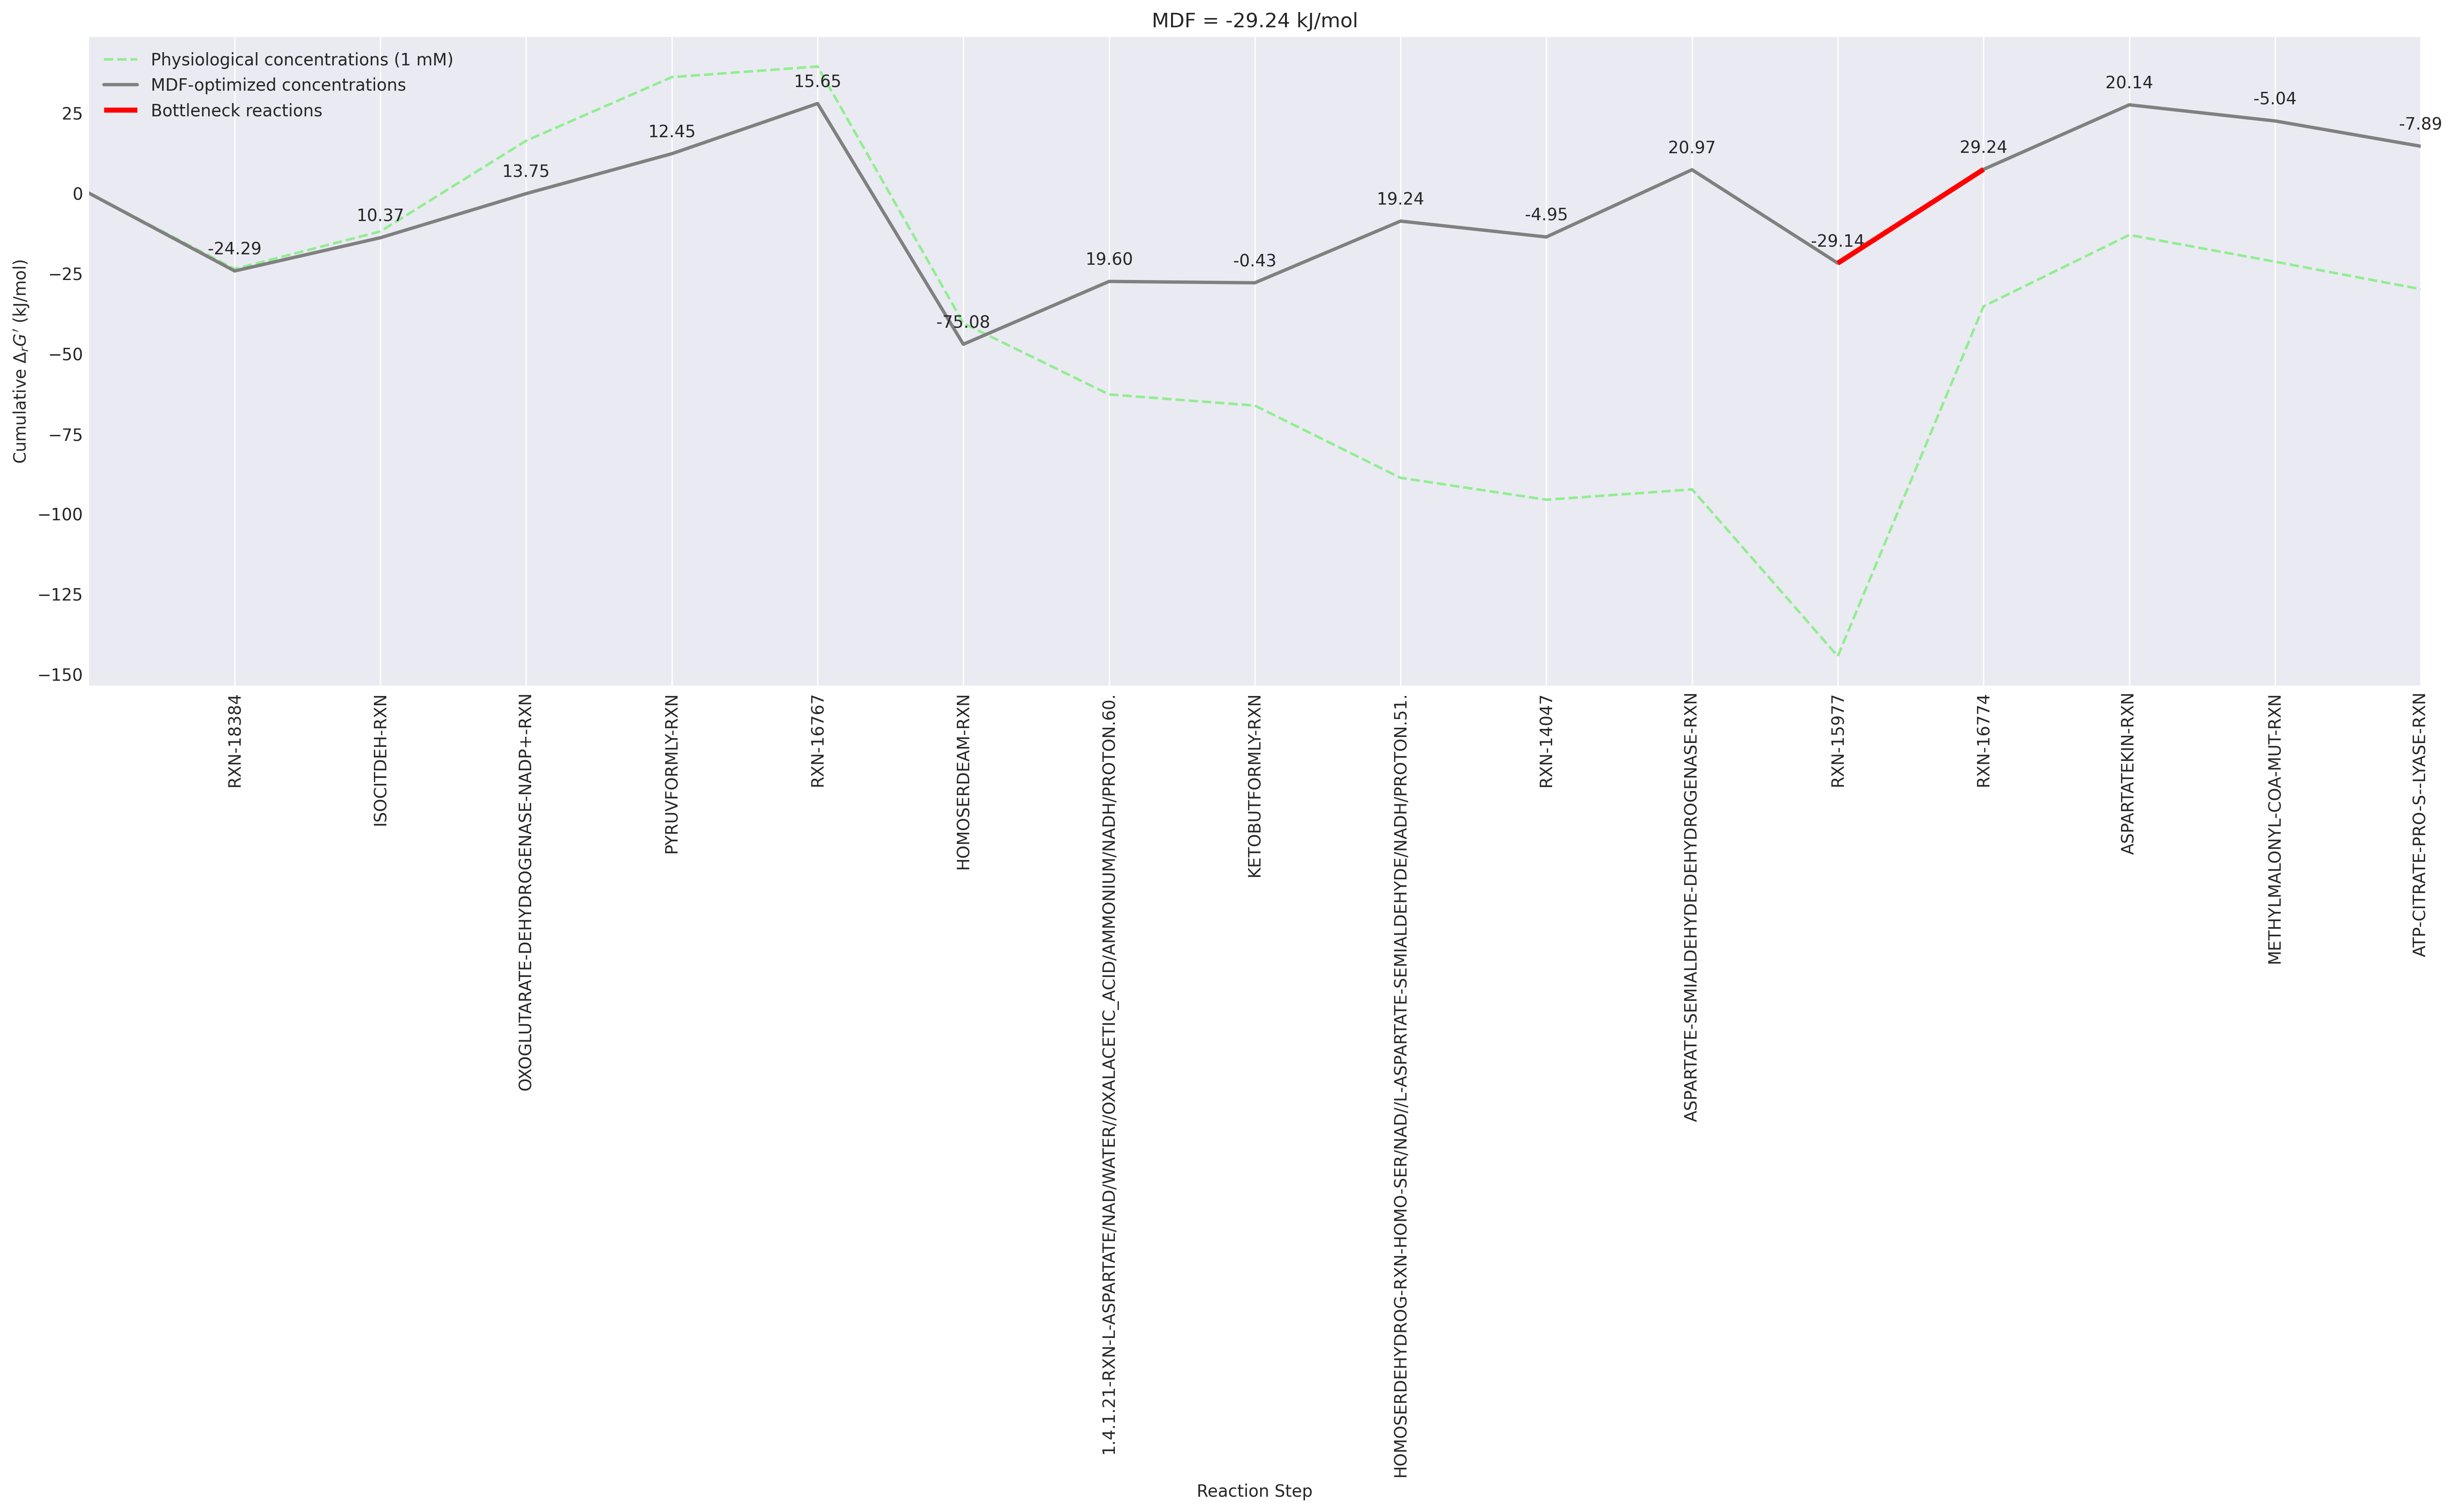 MDF = -29.24 kJ/mol
Physiological concentrations (1 mM)
MDF-optimized concentrations
Bottleneck reactions
Cumulative ΔrG′ (kJ/mol)
25
0
−25
−50
−75
−100
−125
−150
-24.29
10.37
13.75
12.45
15.65
-75.08
19.60
-0.43
19.24
-4.95
20.97
-29.14
29.24
20.14
-5.04
-7.89
RXN-18384
ISOCITDEH-RXN
OXOGLUTARATE-DEHYDROGENASE-NADP+-RXN
PYRUVFORMLY-RXN
RXN-16767
HOMOSERDEAM-RXN
1.4.1.21-RXN-L-ASPARTATE/NAD/WATER//OXALACETIC_ACID/AMMONIUM/NADH/PROTON.60.
KETOBUTFORMLY-RXN
HOMOSERDEHYDROG-RXN-HOMO-SER/NAD//L-ASPARTATE-SEMIALDEHYDE/NADH/PROTON.51.
RXN-14047
ASPARTATE-SEMIALDEHYDE-DEHYDROGENASE-RXN
RXN-15977
RXN-16774
ASPARTATEKIN-RXN
METHYLMALONYL-COA-MUT-RXN
ATP-CITRATE-PRO-S--LYASE-RXN
Reaction Step